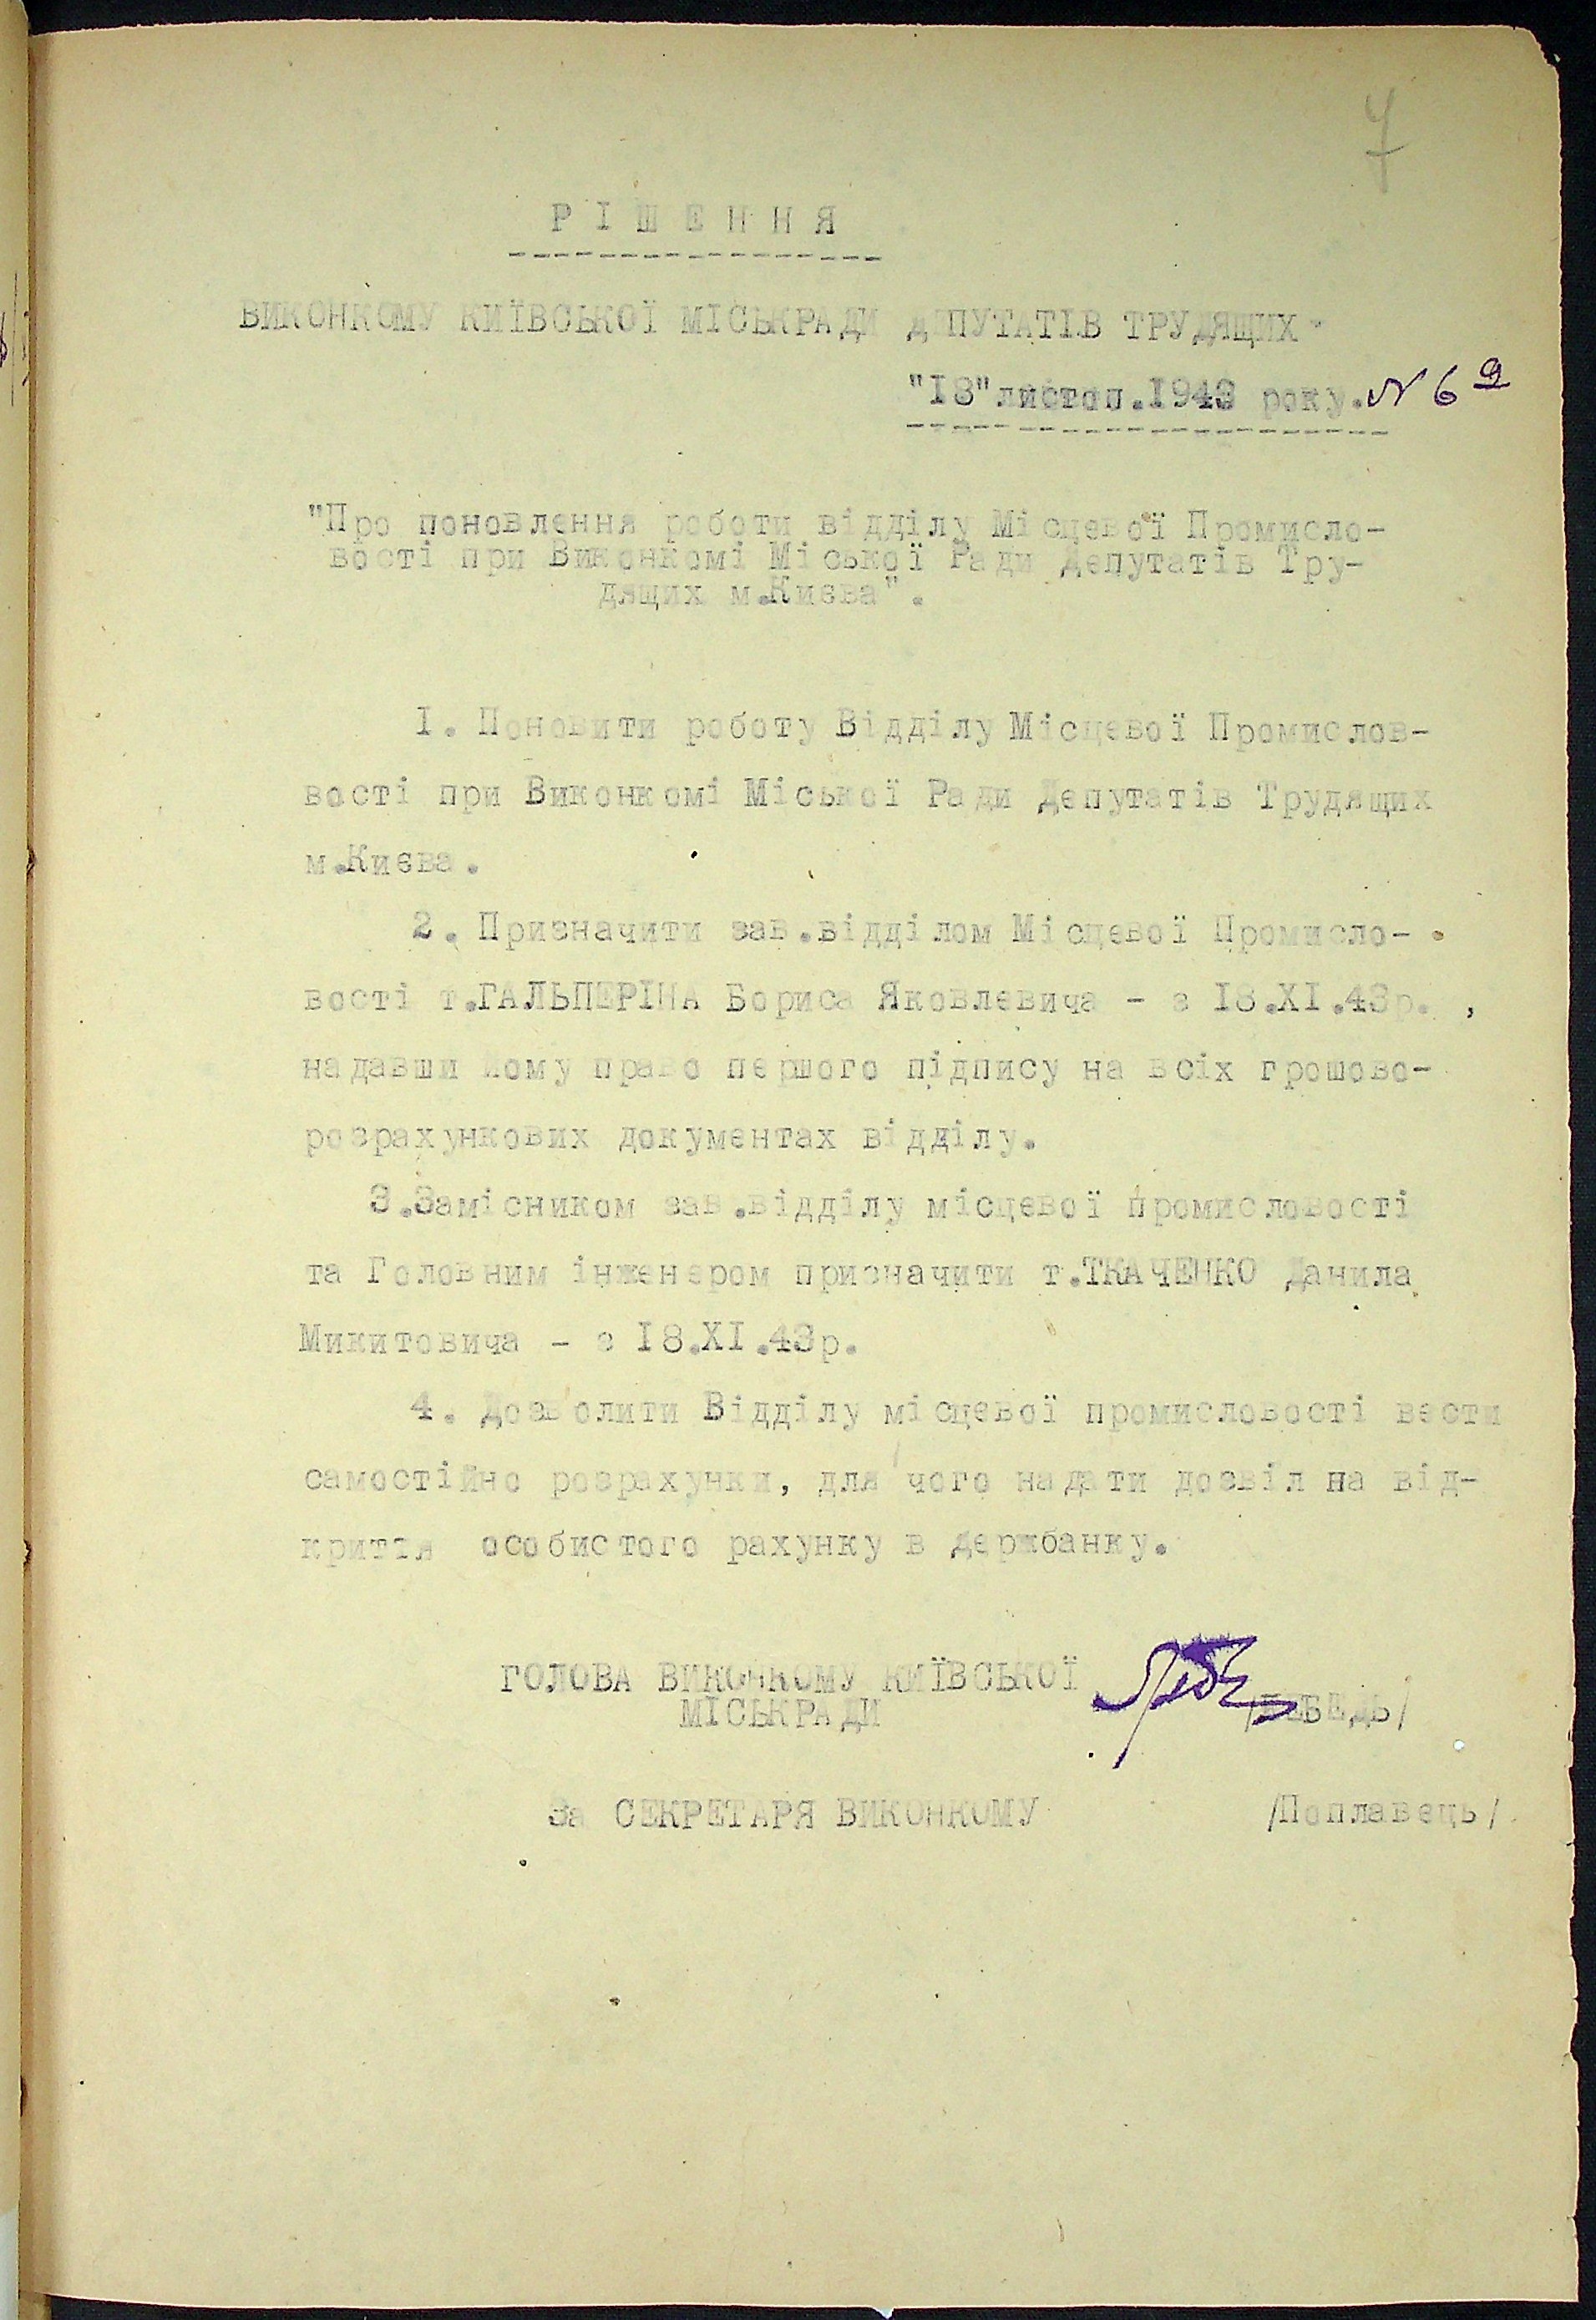 7
РІШЕННЯ
ВИКОНКОМУ КИЇВСЬКОЇ МІСЬКРАДИ ДЕПУТАТІВ ТРУДЯЩИХ-
"18" листоп.1943 року. № 6 а
"Про поновлення роботи відділу Місцевої Промисло-
вості при Виконкомі Міської Ради Депутатів Тру-
дящих м.Києва".
1. Поновити роботу Відділу Місцевої Промислов-
вості при Виконкомі Міської Ради Депутатів Трудящих
м.Києва.
2. Призначити зав.відділом Місцевої Промисло-
вості т.ГАЛЬПЕРІНА Бориса Яковлевича - з 18.XI.43р. ,
надавши йому право першого підпису на всіх грошово-
розрахункових документах відділу.
3.Замісником зав.відділу місцевої промисловості
та Головним інженером призначити т.ТКАЧЕНКО Данила
Микитовича - з 18.XI.43р.
4. Дозволити Відділу місцевої промисловості вести
самостійно розрахунки, для чого надати дозвіл на від-
криття особистого рахунку в держбанку.
ГОЛОВА ВИКОНКОМУ КИЇВСЬКОЇ
МІСЬКРАДИ /ЛЕБЕДЬ/
За СЕКРЕТАРЯ ВИКОНКОМУ /Поплавець/